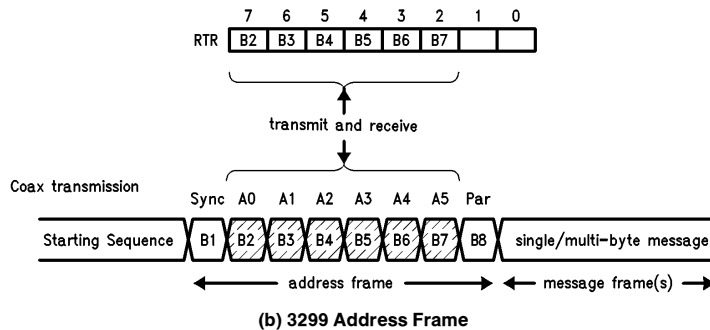 7 6 5 4 3 2 1 0
RTR B2 B3 B4 B5 B6 B7
transmit and receive
Coax transmission
Sync A0 A1 A2 A3 A4 A5 Par
Starting Sequence B1 B2 B3 B4 B5 B6 B7 B8 single/multi-byte message
address frame message frame(s)
(b) 3299 Address Frame